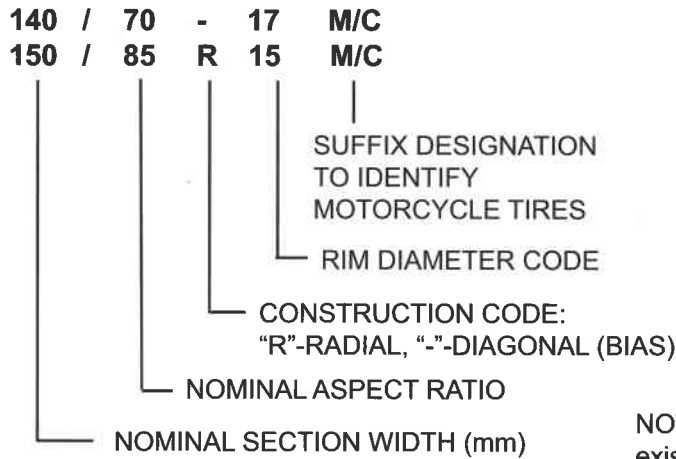 140 / 70 - 17 M/C
150 / 85 R 15 M/C
SUFFIX DESIGNATION
TO IDENTIFY
MOTORCYCLE TIRES
RIM DIAMETER CODE
CONSTRUCTION CODE:
“R”-RADIAL, “-”-DIAGONAL (BIAS)
NOMINAL ASPECT RATIO
NOMINAL SECTION WIDTH (mm)